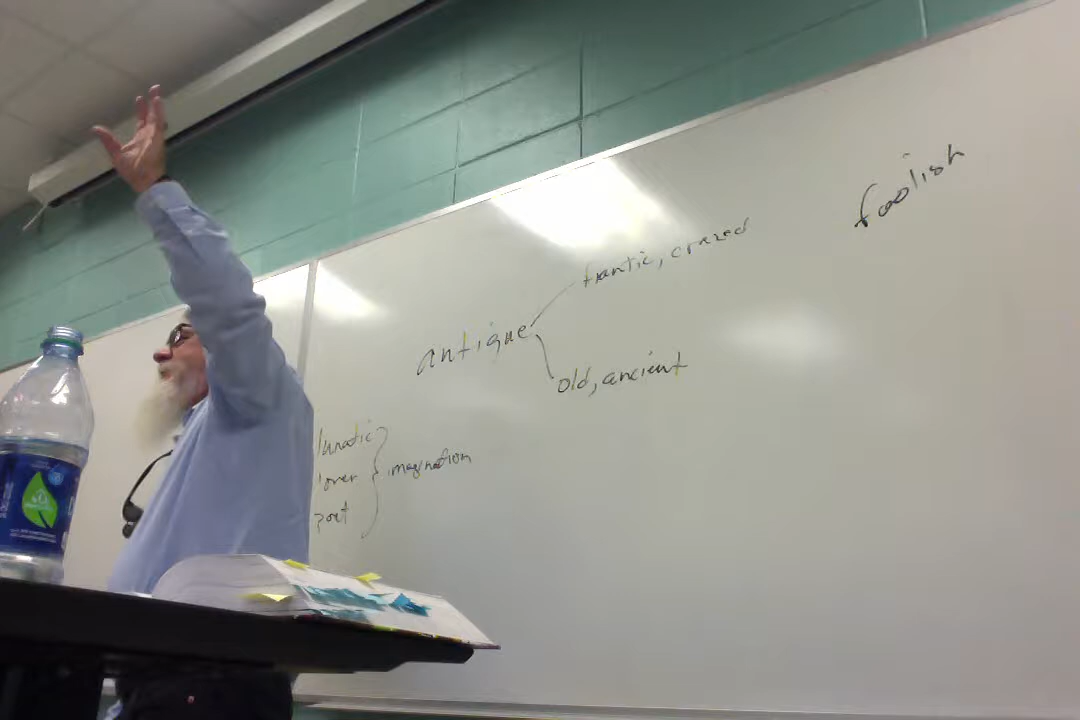 foolish
frantic, crazed
antique
old, ancient
lunatic
lover
poet
imagination